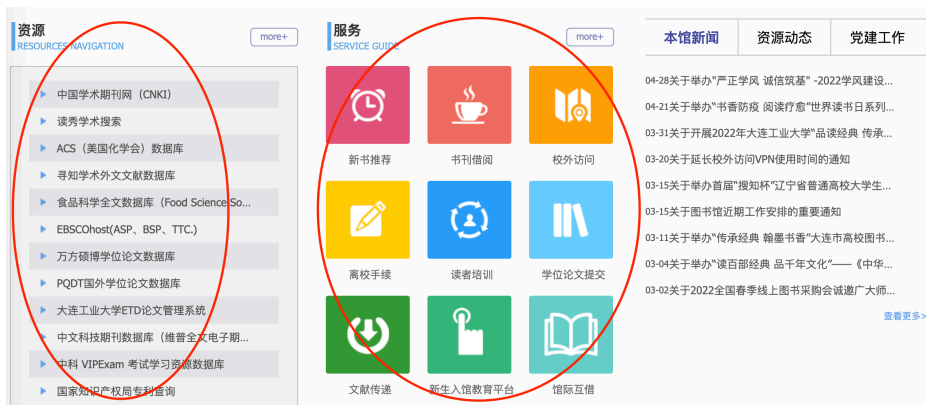 资源
RESOURCES NAVIGATION
more+
中国学术期刊网（CNKI）
读秀学术搜索
ACS（美国化学会）数据库
寻知学术外文文献数据库
食品科学全文数据库（Food Science So...
EBSCOhost(ASP、BSP、TTC.)
万方硕博学位论文数据库
PQDT国外学位论文数据库
大连工业大学ETD论文管理系统
中文科技期刊数据库（维普全文电子期...
中科 VIPExam 考试学习资源数据库
国家知识产权局专利查询
服务
SERVICE GUIDE
more+
新书推荐
书刊借阅
校外访问
离校手续
读者培训
学位论文提交
文献传递
新生入馆教育平台
馆际互借
本馆新闻 资源动态 党建工作
04-28关于举办"严正学风 诚信筑基" -2022学风建设...
04-21关于举办“书香防疫 阅读疗愈”世界读书日系列...
03-31关于开展2022年大连工业大学“品读经典 传承...
03-20关于延长校外访问VPN使用时间的通知
03-15关于举办首届"搜知杯”辽宁省普通高校大学生...
03-15关于图书馆近期工作安排的重要通知
03-11关于举办“传承经典 翰墨书香”大连市高校图书...
03-04关于举办“读百部经典 品千年文化”——《中华...
03-02关于2022全国春季线上图书采购会诚邀广大师...
查看更多>